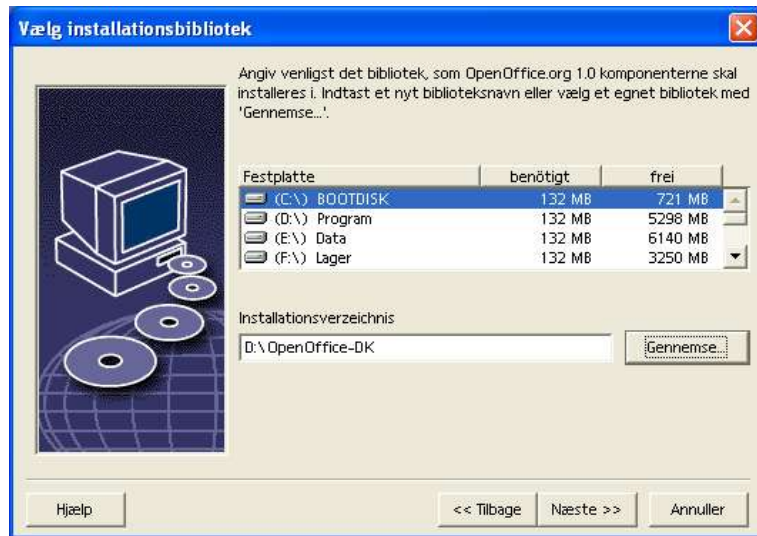 Vælg installationsbibliotek
Angiv venligst det bibliotek, som OpenOffice.org 1.0 komponenterne skal
installeres i. Indtast et nyt biblioteksnavn eller vælg et egnet bibliotek med
'Gennemse...'.
Festplatte benötigt frei
(C:\) BOOTDISK 132 MB 721 MB
(D:\) Program 132 MB 5298 MB
(E:\) Data 132 MB 6140 MB
(F:\) Lager 132 MB 3250 MB
Installationsverzeichnis
D:\OpenOffice-DK Gennemse...
Hjælp << Tilbage Næste >> Annuller